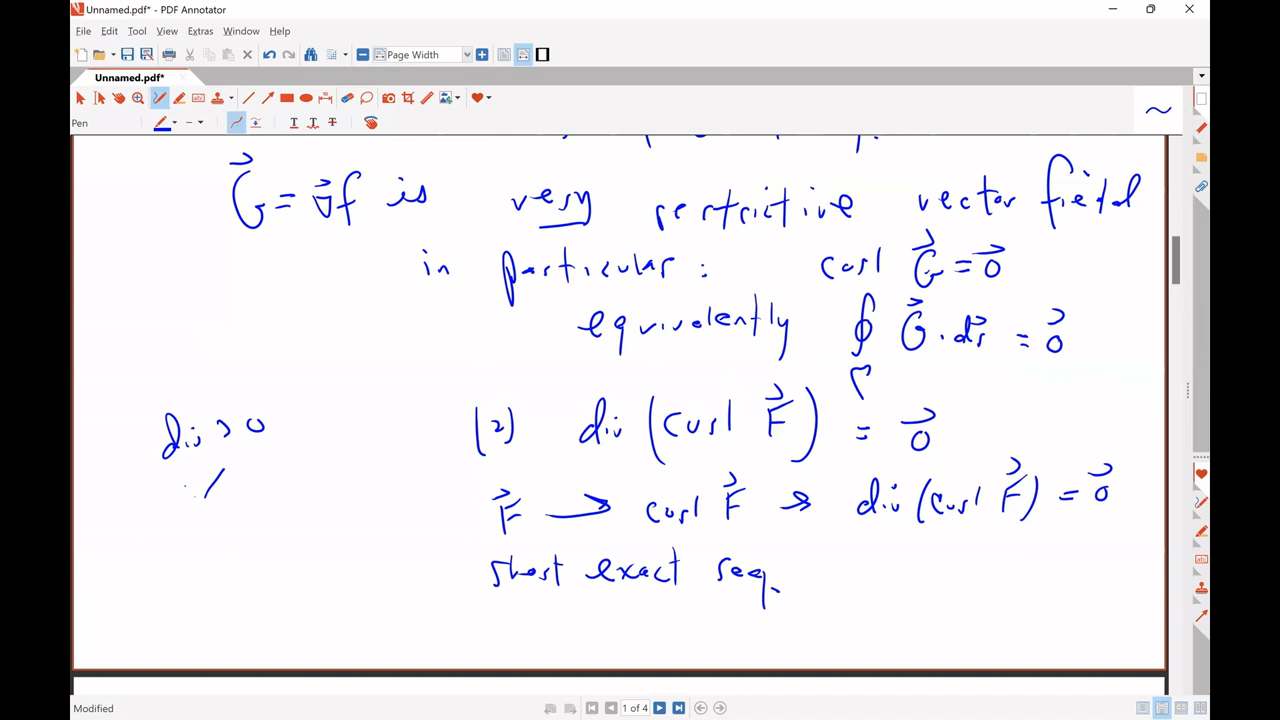 Unnamed.pdf* - PDF Annotator
File Edit Tool View Extras Window Help
Page Width
Unnamed.pdf*
Pen
G⃗ = ∇⃗f is very restrictive vector field
in particular : curl G⃗ = 0⃗
equivalently ∮ G⃗ · dr⃗ = 0⃗
Γ
div > 0
(2) div (curl F⃗) = 0⃗
F⃗ → curl F⃗ → div (curl F⃗) = 0⃗
short exact seq.
Modified
1 of 4